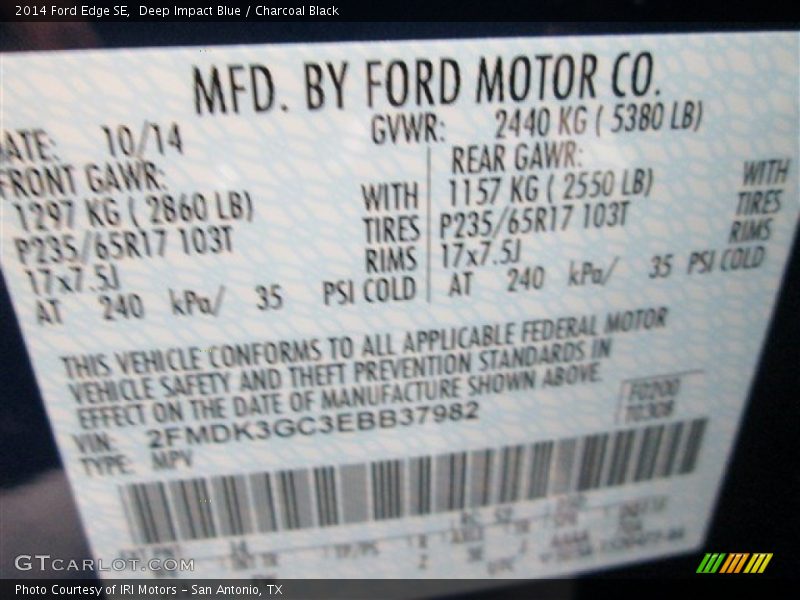 2014 Ford Edge SE, Deep Impact Blue / Charcoal Black
MFD. BY FORD MOTOR CO.
DATE: 10/14 GVWR: 2440 KG ( 5380 LB)
FRONT GAWR: REAR GAWR:
1297 KG ( 2860 LB) WITH 1157 KG ( 2550 LB) WITH
P235/65R17 103T TIRES P235/65R17 103T TIRES
17x7.5J RIMS 17x7.5J RIMS
AT 240 kPa/ 35 PSI COLD AT 240 kPa/ 35 PSI COLD
THIS VEHICLE CONFORMS TO ALL APPLICABLE FEDERAL MOTOR
VEHICLE SAFETY AND THEFT PREVENTION STANDARDS IN
EFFECT ON THE DATE OF MANUFACTURE SHOWN ABOVE.
F0200
T0308
VIN: 2FMDK3GC3EBB37982
TYPE: MPV
GTCARLOT.COM
Photo Courtesy of IRI Motors - San Antonio, TX